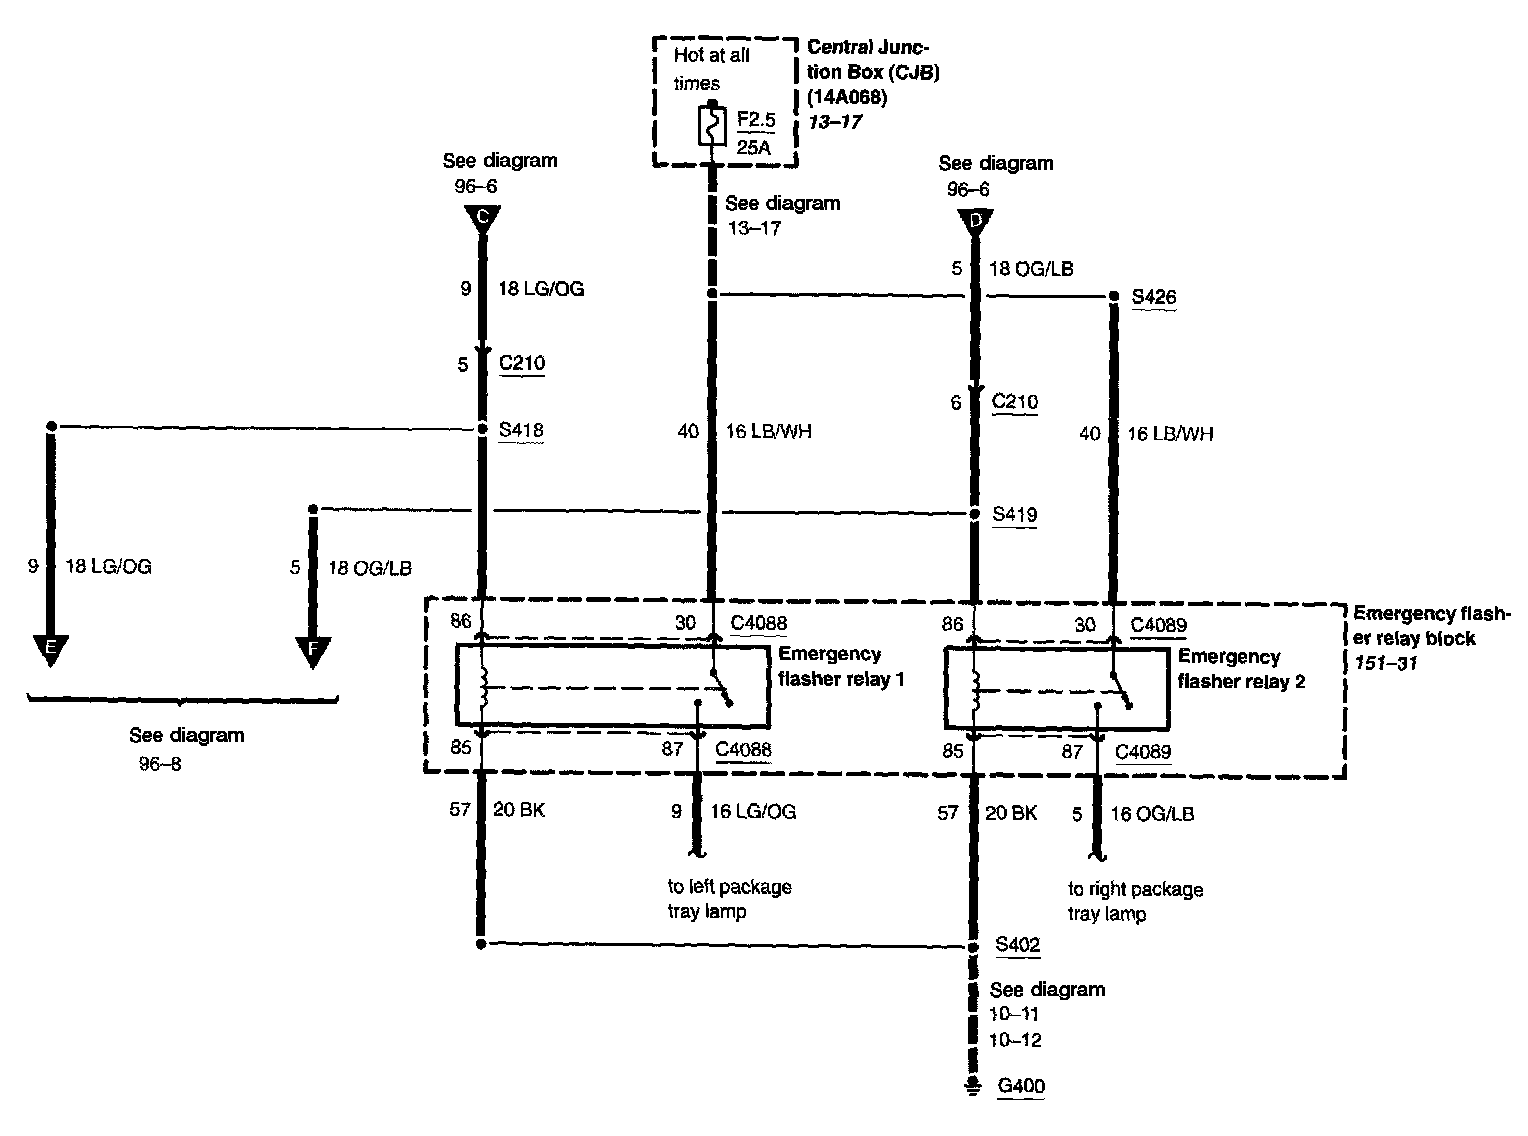 Hot at all
times
F2.5
25A
Central Junc-
tion Box (CJB)
(14A068)
13–17
See diagram
96–6
C
See diagram
13–17
See diagram
96–6
D
9
18 LG/OG
5
18 OG/LB
S426
5
C210
6
C210
S418
40
16 LB/WH
40
16 LB/WH
S419
9
18 LG/OG
5
18 OG/LB
E
F
See diagram
96–8
86
30
C4088
86
30
C4089
Emergency flash-
er relay block
151–31
Emergency
flasher relay 1
Emergency
flasher relay 2
85
87
C4088
85
87
C4089
57
20 BK
9
16 LG/OG
57
20 BK
5
16 OG/LB
to left package
tray lamp
to right package
tray lamp
S402
See diagram
10–11
10–12
G400